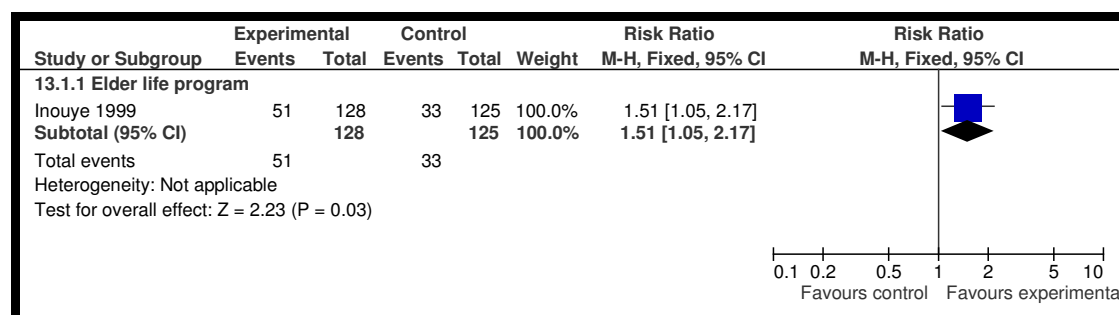 Experimental Control Risk Ratio Risk Ratio
Study or Subgroup Events Total Events Total Weight M-H, Fixed, 95% CI M-H, Fixed, 95% CI
13.1.1 Elder life program
Inouye 1999 51 128 33 125 100.0% 1.51 [1.05, 2.17]
Subtotal (95% CI) 128 125 100.0% 1.51 [1.05, 2.17]
Total events 51 33
Heterogeneity: Not applicable
Test for overall effect: Z = 2.23 (P = 0.03)
0.1 0.2 0.5 1 2 5 10
Favours control Favours experimenta